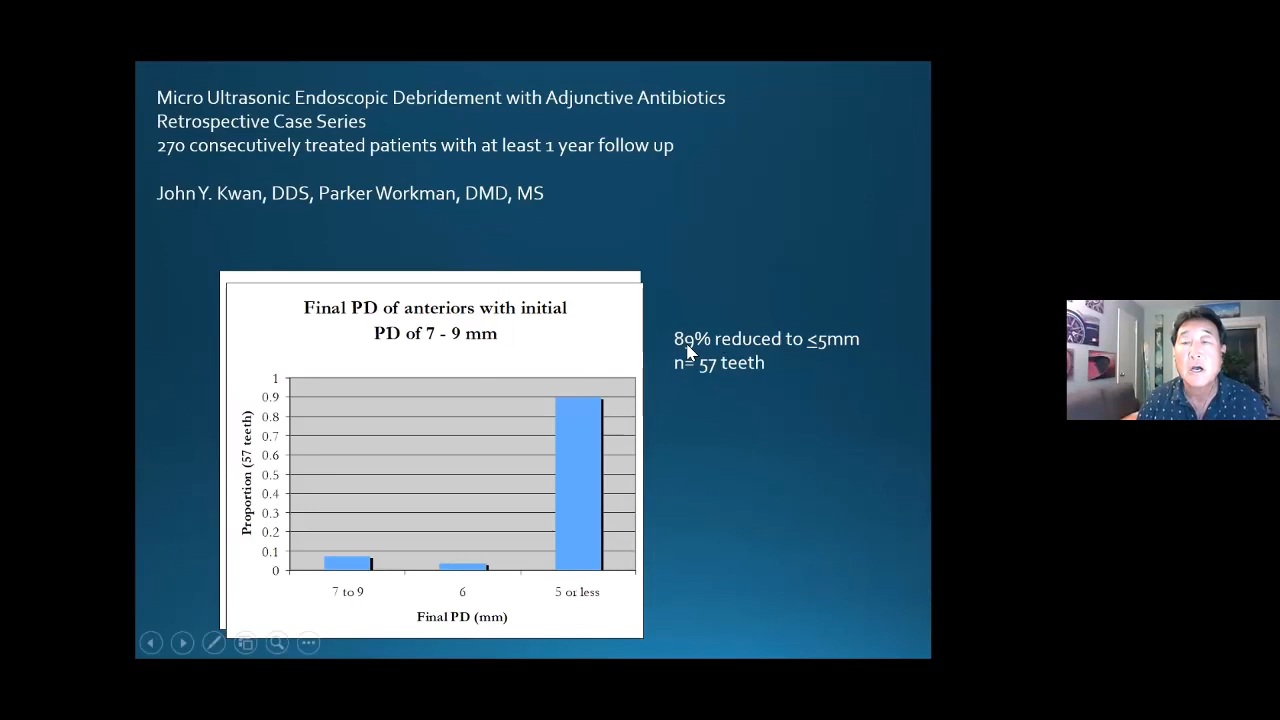 Micro Ultrasonic Endoscopic Debridement with Adjunctive Antibiotics
Retrospective Case Series
270 consecutively treated patients with at least 1 year follow up
John Y. Kwan, DDS, Parker Workman, DMD, MS
Final PD of anteriors with initial
PD of 7 - 9 mm
Proportion (57 teeth)
1
0.9
0.8
0.7
0.6
0.5
0.4
0.3
0.2
0.1
0
7 to 9
6
5 or less
Final PD (mm)
89% reduced to ≤5mm
n= 57 teeth